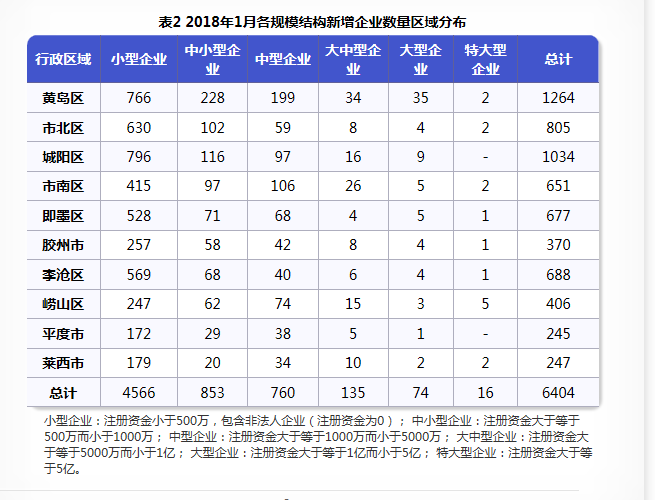 表2 2018年1月各规模结构新增企业数量区域分布
行政区域 小型企业 中小型企业 中型企业 大中型企业 大型企业 特大型企业 总计
黄岛区 766 228 199 34 35 2 1264
市北区 630 102 59 8 4 2 805
城阳区 796 116 97 16 9 - 1034
市南区 415 97 106 26 5 2 651
即墨区 528 71 68 4 5 1 677
胶州市 257 58 42 8 4 1 370
李沧区 569 68 40 6 4 1 688
崂山区 247 62 74 15 3 5 406
平度市 172 29 38 5 1 - 245
莱西市 179 20 34 10 2 2 247
总计 4566 853 760 135 74 16 6404
小型企业：注册资金小于500万，包含非法人企业（注册资金为0）； 中小型企业：注册资金大于等于
500万而小于1000万； 中型企业：注册资金大于等于1000万而小于5000万； 大中型企业：注册资金大
于等于5000万而小于1亿； 大型企业：注册资金大于等于1亿而小于5亿； 特大型企业：注册资金大于等
于5亿。